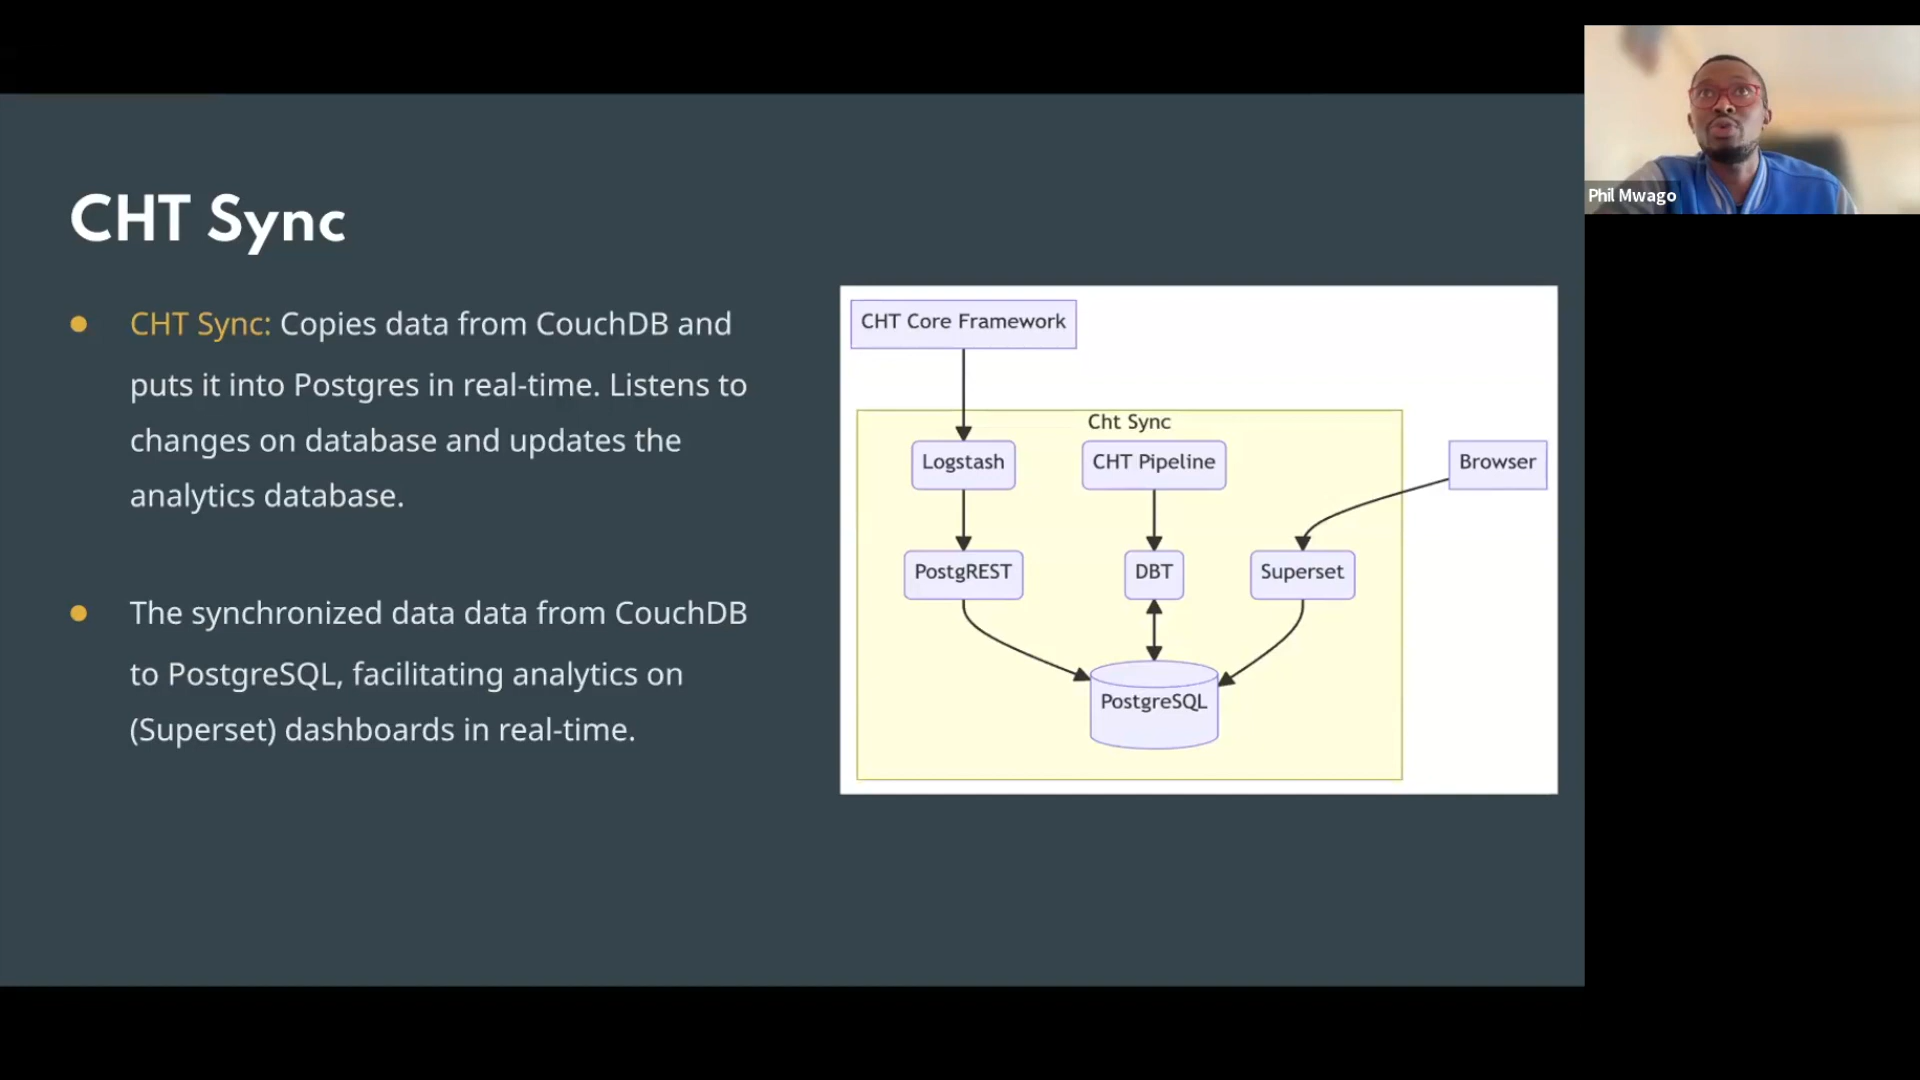 CHT Sync
CHT Sync: Copies data from CouchDB and
puts it into Postgres in real-time. Listens to
changes on database and updates the
analytics database.
The synchronized data data from CouchDB
to PostgreSQL, facilitating analytics on
(Superset) dashboards in real-time.
CHT Core Framework
Cht Sync
Logstash
CHT Pipeline
Browser
PostgREST
DBT
Superset
PostgreSQL
Phil Mwago